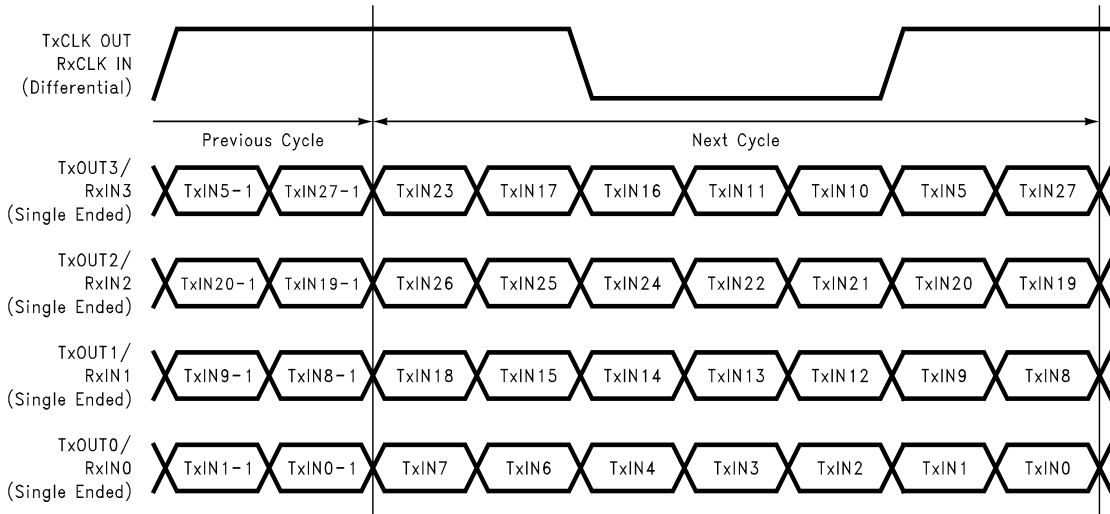 TxCLK OUT
RxCLK IN
(Differential)
Previous Cycle
Next Cycle
TxOUT3/
RxIN3
(Single Ended)
TxIN5-1 TxIN27-1 TxIN23 TxIN17 TxIN16 TxIN11 TxIN10 TxIN5 TxIN27
TxOUT2/
RxIN2
(Single Ended)
TxIN20-1 TxIN19-1 TxIN26 TxIN25 TxIN24 TxIN22 TxIN21 TxIN20 TxIN19
TxOUT1/
RxIN1
(Single Ended)
TxIN9-1 TxIN8-1 TxIN18 TxIN15 TxIN14 TxIN13 TxIN12 TxIN9 TxIN8
TxOUT0/
RxIN0
(Single Ended)
TxIN1-1 TxIN0-1 TxIN7 TxIN6 TxIN4 TxIN3 TxIN2 TxIN1 TxIN0